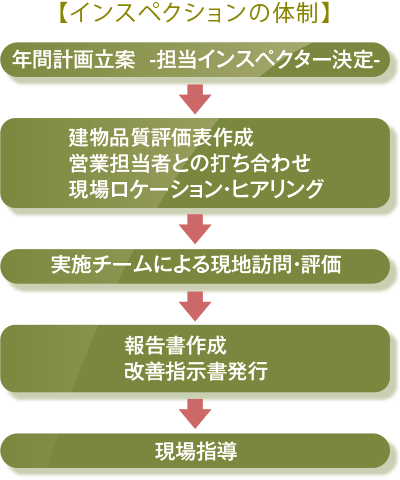 【インスペクションの体制】
年間計画立案 -担当インスペクター決定-
建物品質評価表作成
営業担当者との打ち合わせ
現場ロケーション・ヒアリング
実施チームによる現地訪問・評価
報告書作成
改善指示書発行
現場指導